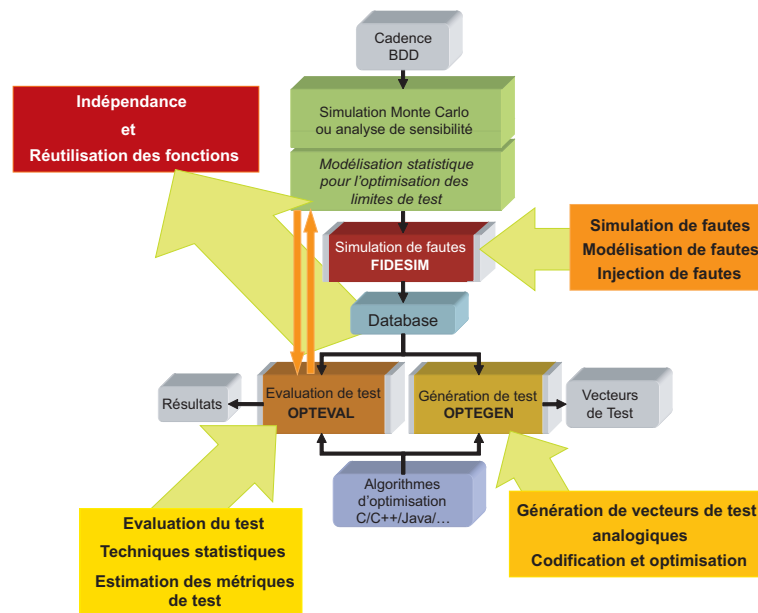 Cadence
BDD
Indépendance
et
Réutilisation des fonctions
Simulation Monte Carlo
ou analyse de sensibilité
Modélisation statistique
pour l'optimisation des
limites de test
Simulation de fautes
FIDESIM
Simulation de fautes
Modélisation de fautes
Injection de fautes
Database
Résultats
Evaluation de test
OPTEVAL
Génération de test
OPTEGEN
Vecteurs
de Test
Algorithmes
d'optimisation
C/C++/Java/…
Evaluation du test
Techniques statistiques
Estimation des métriques
de test
Génération de vecteurs de test
analogiques
Codification et optimisation